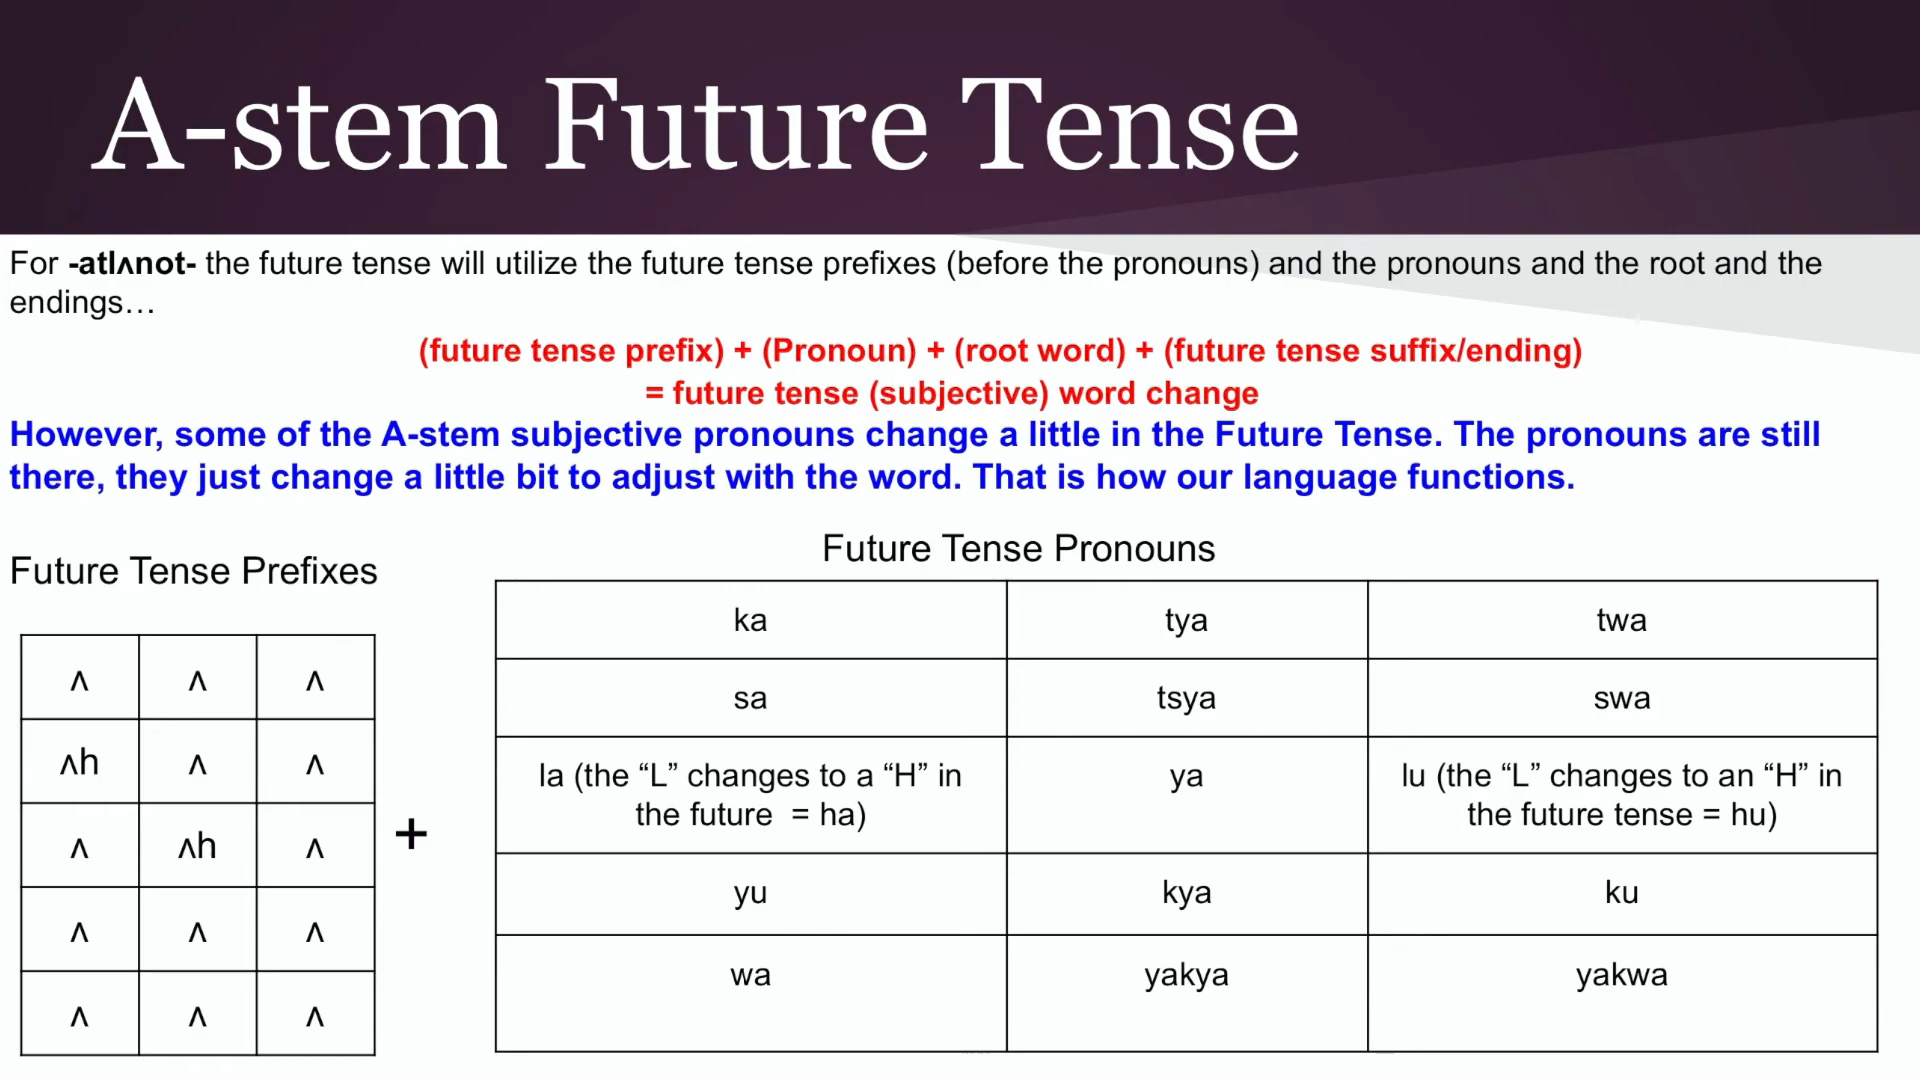 A-stem Future Tense
For -atlʌnot- the future tense will utilize the future tense prefixes (before the pronouns) and the pronouns and the root and the
endings…
(future tense prefix) + (Pronoun) + (root word) + (future tense suffix/ending)
= future tense (subjective) word change
However, some of the A-stem subjective pronouns change a little in the Future Tense. The pronouns are still
there, they just change a little bit to adjust with the word. That is how our language functions.
Future Tense Prefixes
ʌ ʌ ʌ
ʌh ʌ ʌ
ʌ ʌh ʌ
ʌ ʌ ʌ
ʌ ʌ ʌ
+
Future Tense Pronouns
ka tya twa
sa tsya swa
la (the “L” changes to a “H” in
the future = ha)
ya
lu (the “L” changes to an “H” in
the future tense = hu)
yu kya ku
wa yakya yakwa